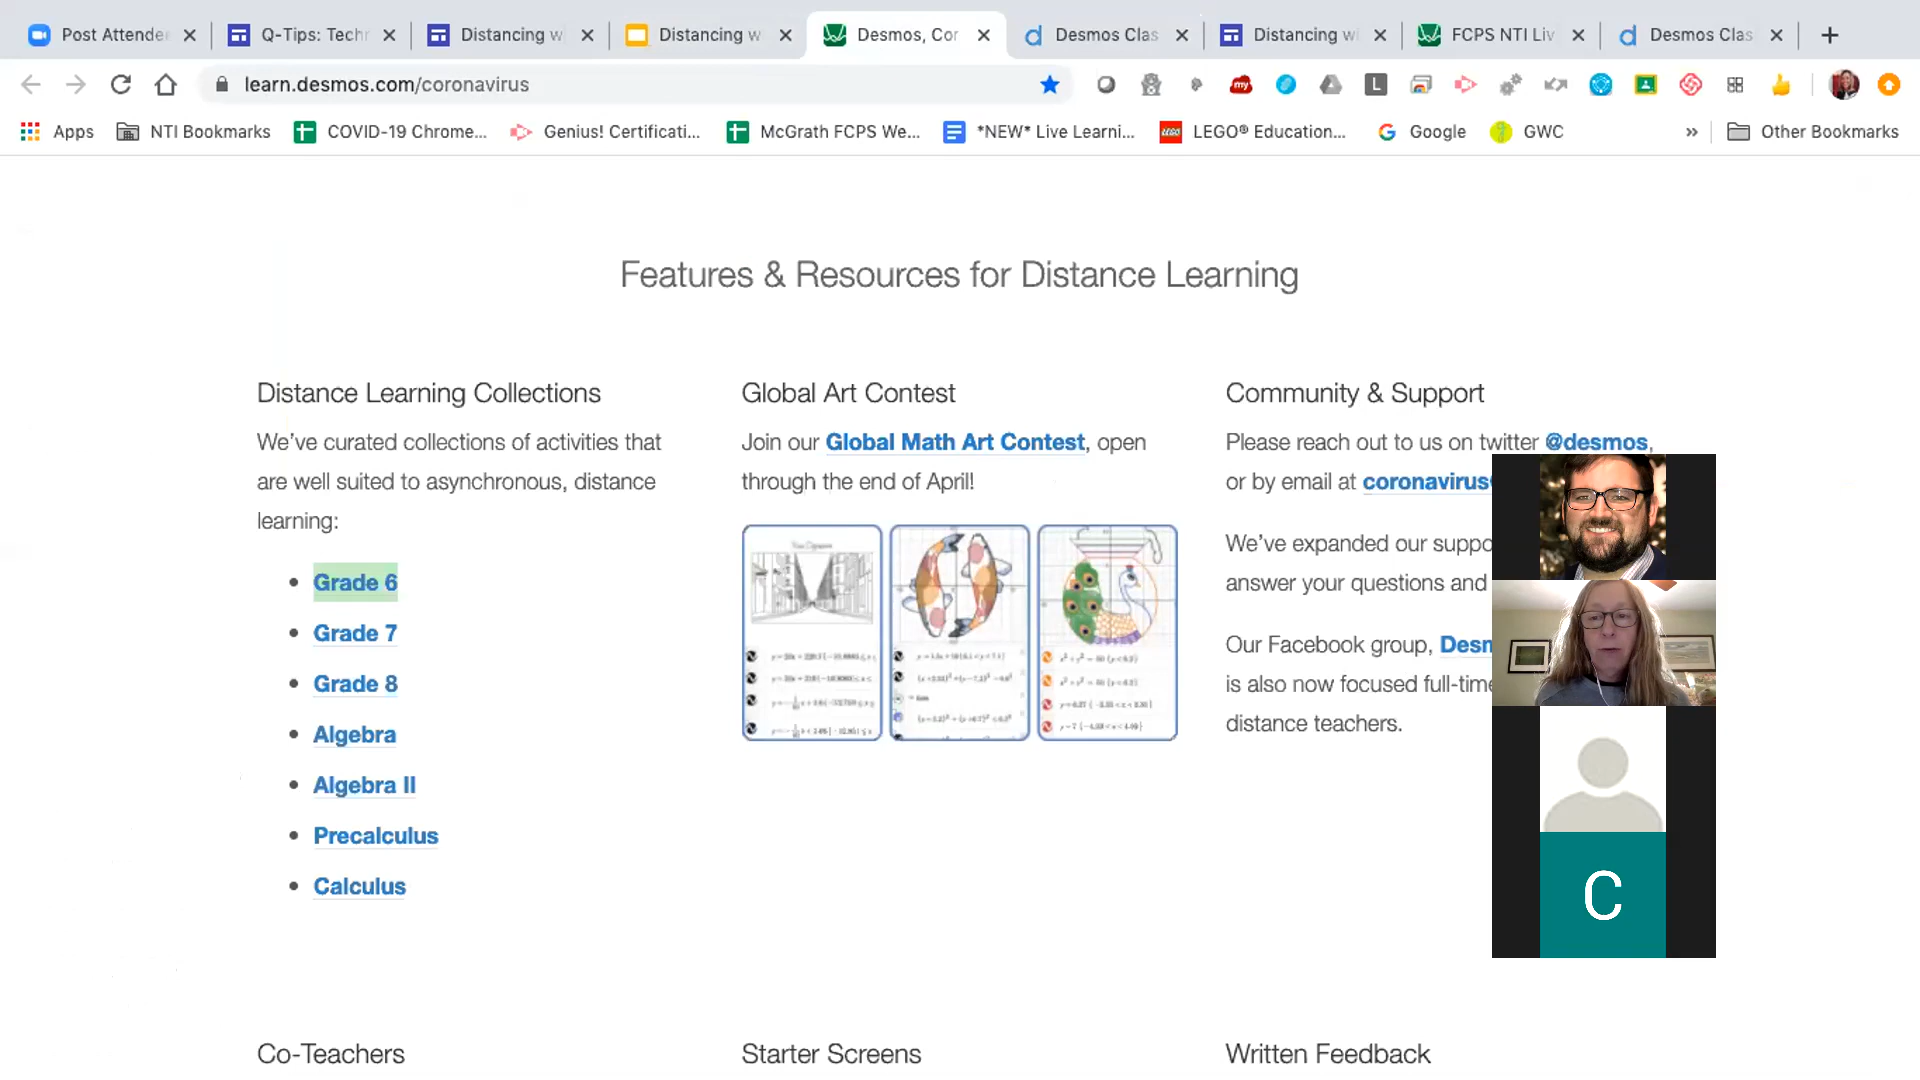 Post Attende
Q-Tips: Tech
Distancing w
Distancing w
Desmos, Cor
Desmos Clas
Distancing wi
FCPS NTI Liv
Desmos Clas
learn.desmos.com/coronavirus
Apps
NTI Bookmarks
COVID-19 Chrome...
Genius! Certificati...
McGrath FCPS We...
*NEW* Live Learni...
LEGO® Education...
Google
GWC
»
Other Bookmarks
Features & Resources for Distance Learning
Distance Learning Collections
We've curated collections of activities that
are well suited to asynchronous, distance
learning:
• Grade 6
• Grade 7
• Grade 8
• Algebra
• Algebra II
• Precalculus
• Calculus
Global Art Contest
Join our Global Math Art Contest, open
through the end of April!
Community & Support
Please reach out to us on twitter @desmos,
or by email at coronavirus
We've expanded our suppo
answer your questions and
Our Facebook group, Desm
is also now focused full-time
distance teachers.
C
Co-Teachers
Starter Screens
Written Feedback